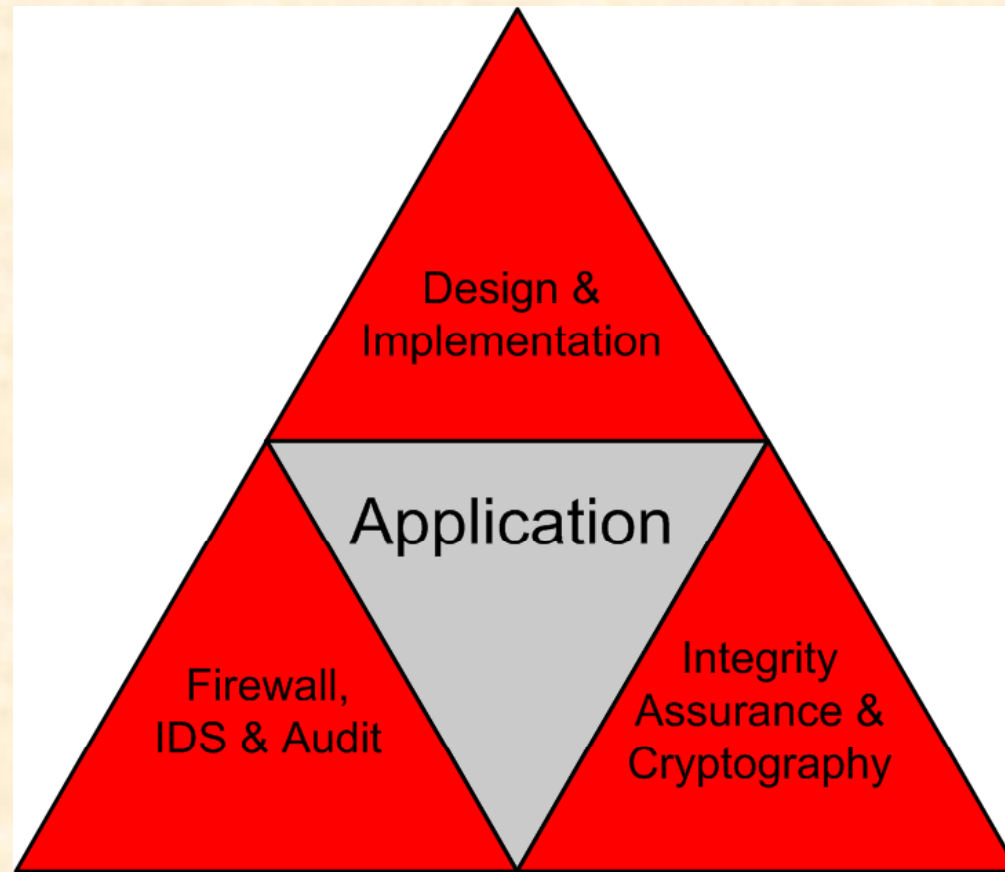 Design &
Implementation
Application
Firewall,
IDS & Audit
Integrity
Assurance &
Cryptography